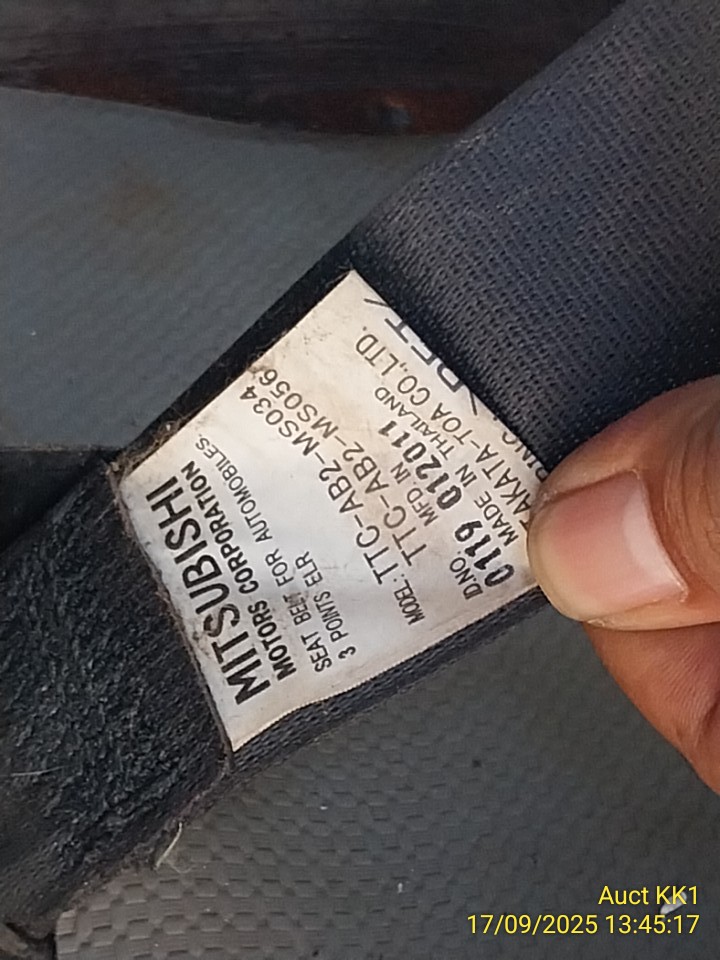 MITSUBISHI
MOTORS CORPORATION
SEAT BELT FOR AUTOMOBILES
3 POINTS ELR
MODEL: TTC-AB2-MS034
TTC-AB2-MS056
D.NO. MFD. IN
0119 012011
MADE IN THAILAND
TAKATA-TOA CO.,LTD.
Auct KK1
17/09/2025 13:45:17